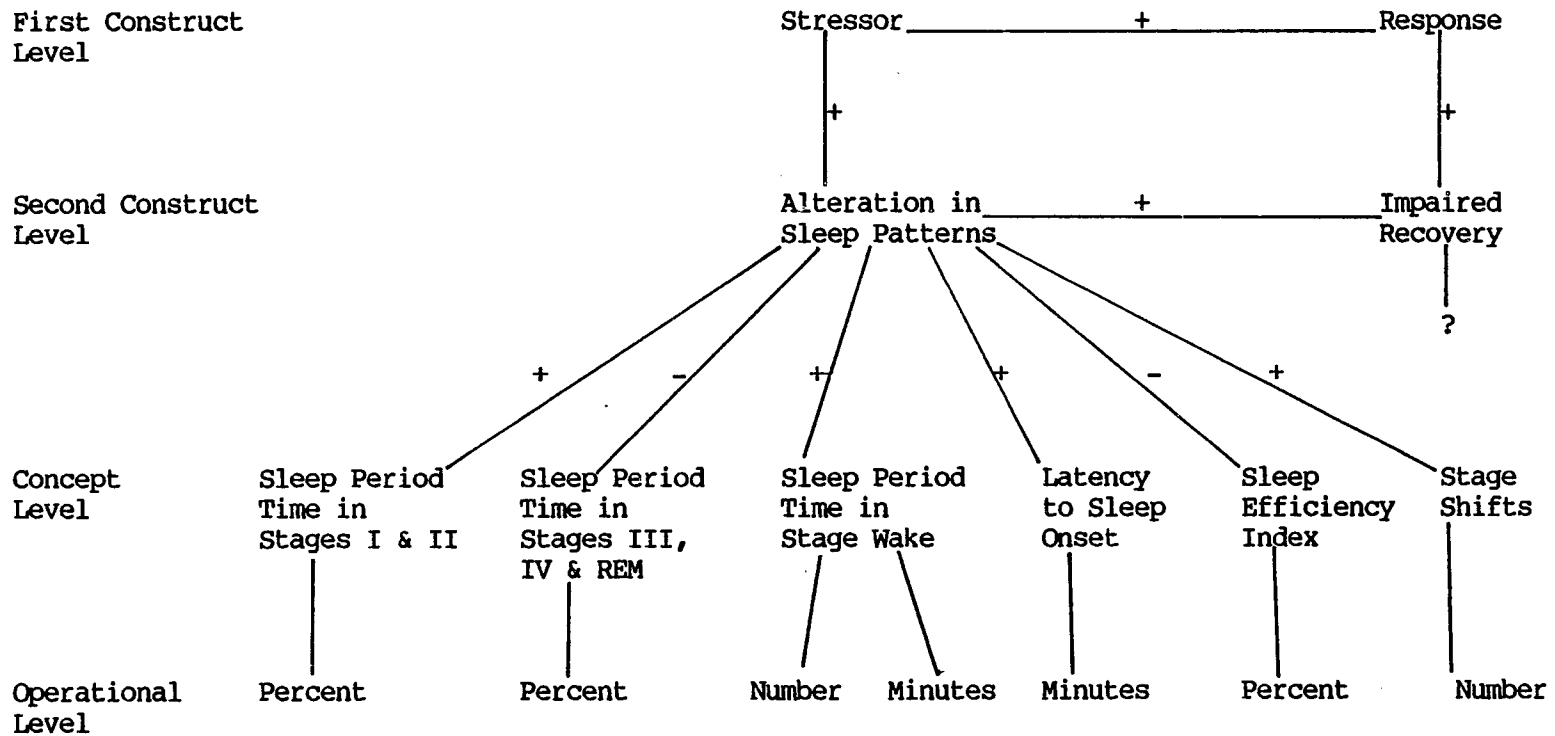 First Construct Stressor + Response
Level
+ +
Second Construct Alteration in + Impaired
Level Sleep Patterns Recovery
?
+ - + + - +
Concept Sleep Period Sleep Period Sleep Period Latency Sleep Stage
Level Time in Time in Time in to Sleep Efficiency Shifts
Stages I & II Stages III, Stage Wake Onset Index
IV & REM
Operational Percent Percent Number Minutes Minutes Percent Number
Level